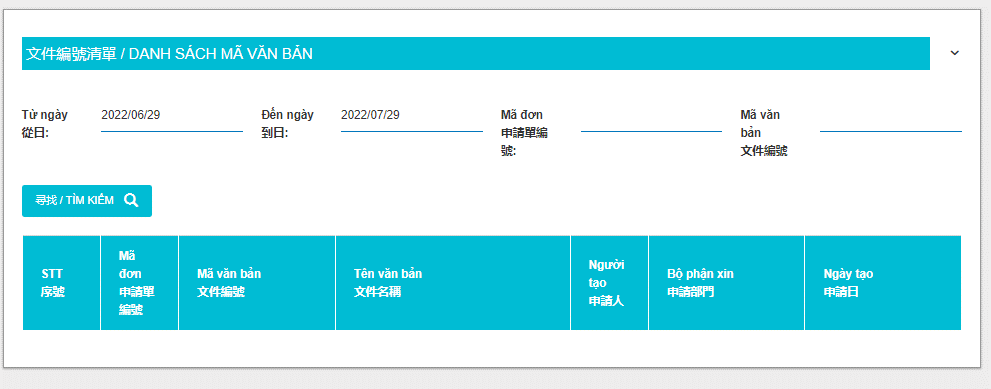 文件編號清單 / DANH SÁCH MÃ VĂN BẢN
Từ ngày
從日:
2022/06/29
Đến ngày
到日:
2022/07/29
Mã đơn
申請單編
號:
Mã văn
bản
文件編號
尋找 / TÌM KIẾM
STT
序號
Mã
đơn
申請單
編號
Mã văn bản
文件編號
Tên văn bản
文件名稱
Người
tạo
申請人
Bộ phận xin
申請部門
Ngày tạo
申請日